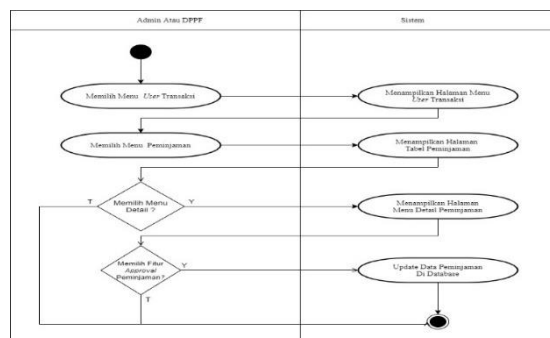 Admin Atau DPPF
Sistem
Memilih Menu User Transaksi
Menampilkan Halaman Menu
User Transaksi
Memilih Menu Peminjaman
Menampilkan Halaman
Tabel Peminjaman
T
Memilih Menu
Detail ?
Y
Menampilkan Halaman
Menu Detail Peminjaman
Memilih Fitur
Approval
Peminjaman?
Y
T
Update Data Peminjaman
Di Database